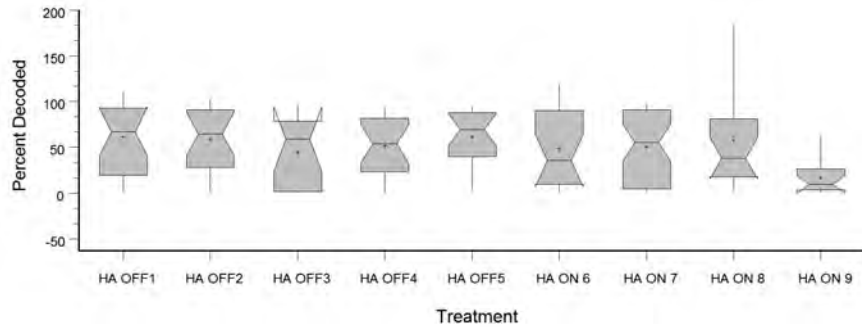 Percent Decoded
200
150
100
50
0
-50
HA OFF1 HA OFF2 HA OFF3 HA OFF4 HA OFF5 HA ON 6 HA ON 7 HA ON 8 HA ON 9
Treatment